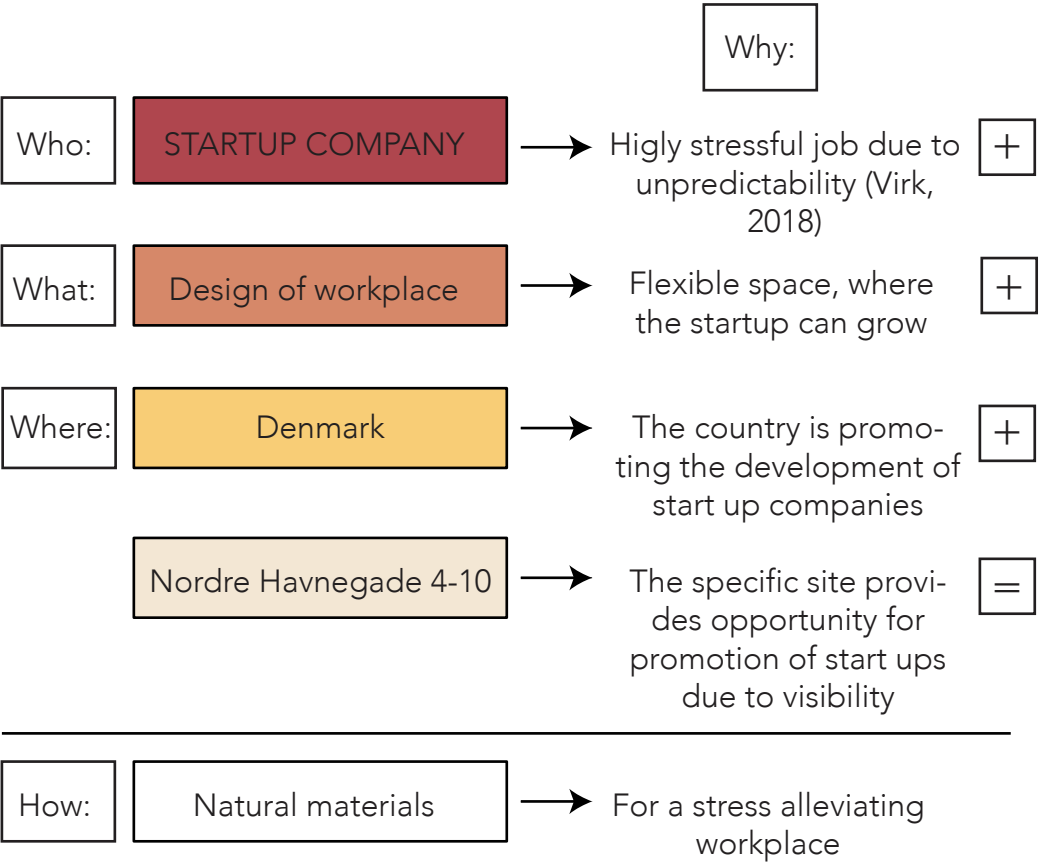 Why:
Who:
STARTUP COMPANY
Higly stressful job due to
unpredictability (Virk,
2018)
+
What:
Design of workplace
Flexible space, where
the startup can grow
+
Where:
Denmark
The country is promo-
ting the development of
start up companies
+
Nordre Havnegade 4-10
The specific site provi-
des opportunity for
promotion of start ups
due to visibility
=
How:
Natural materials
For a stress alleviating
workplace